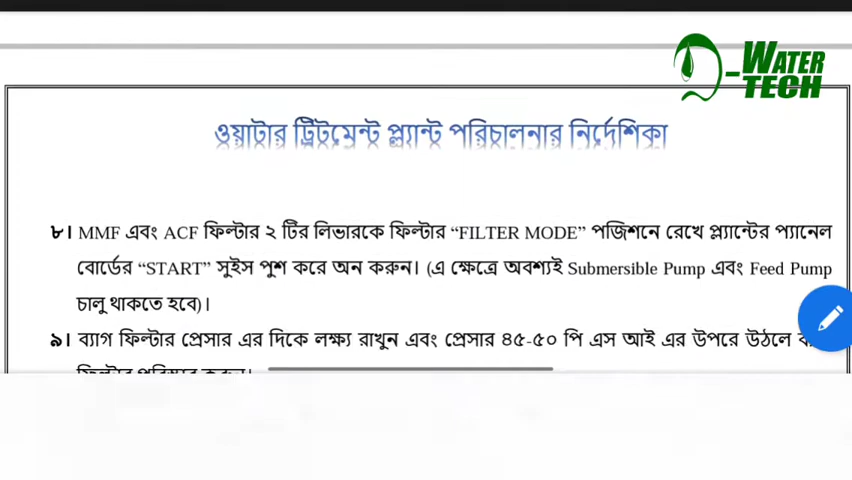 WATER
TECH
ওয়াটার ট্রিটমেন্ট প্ল্যান্ট পরিচালনার নির্দেশিকা
৮। MMF এবং ACF ফিল্টার ২ টির লিভারকে ফিল্টার “FILTER MODE” পজিশনে রেখে প্ল্যান্টের প্যানেল
বোর্ডের “START” সুইস পুশ করে অন করুন। (এ ক্ষেত্রে অবশ্যই Submersible Pump এবং Feed Pump
চালু থাকতে হবে)।
৯। ব্যাগ ফিল্টার প্রেসার এর দিকে লক্ষ্য রাখুন এবং প্রেসার ৪৫-৫০ পি এস আই এর উপরে উঠলে